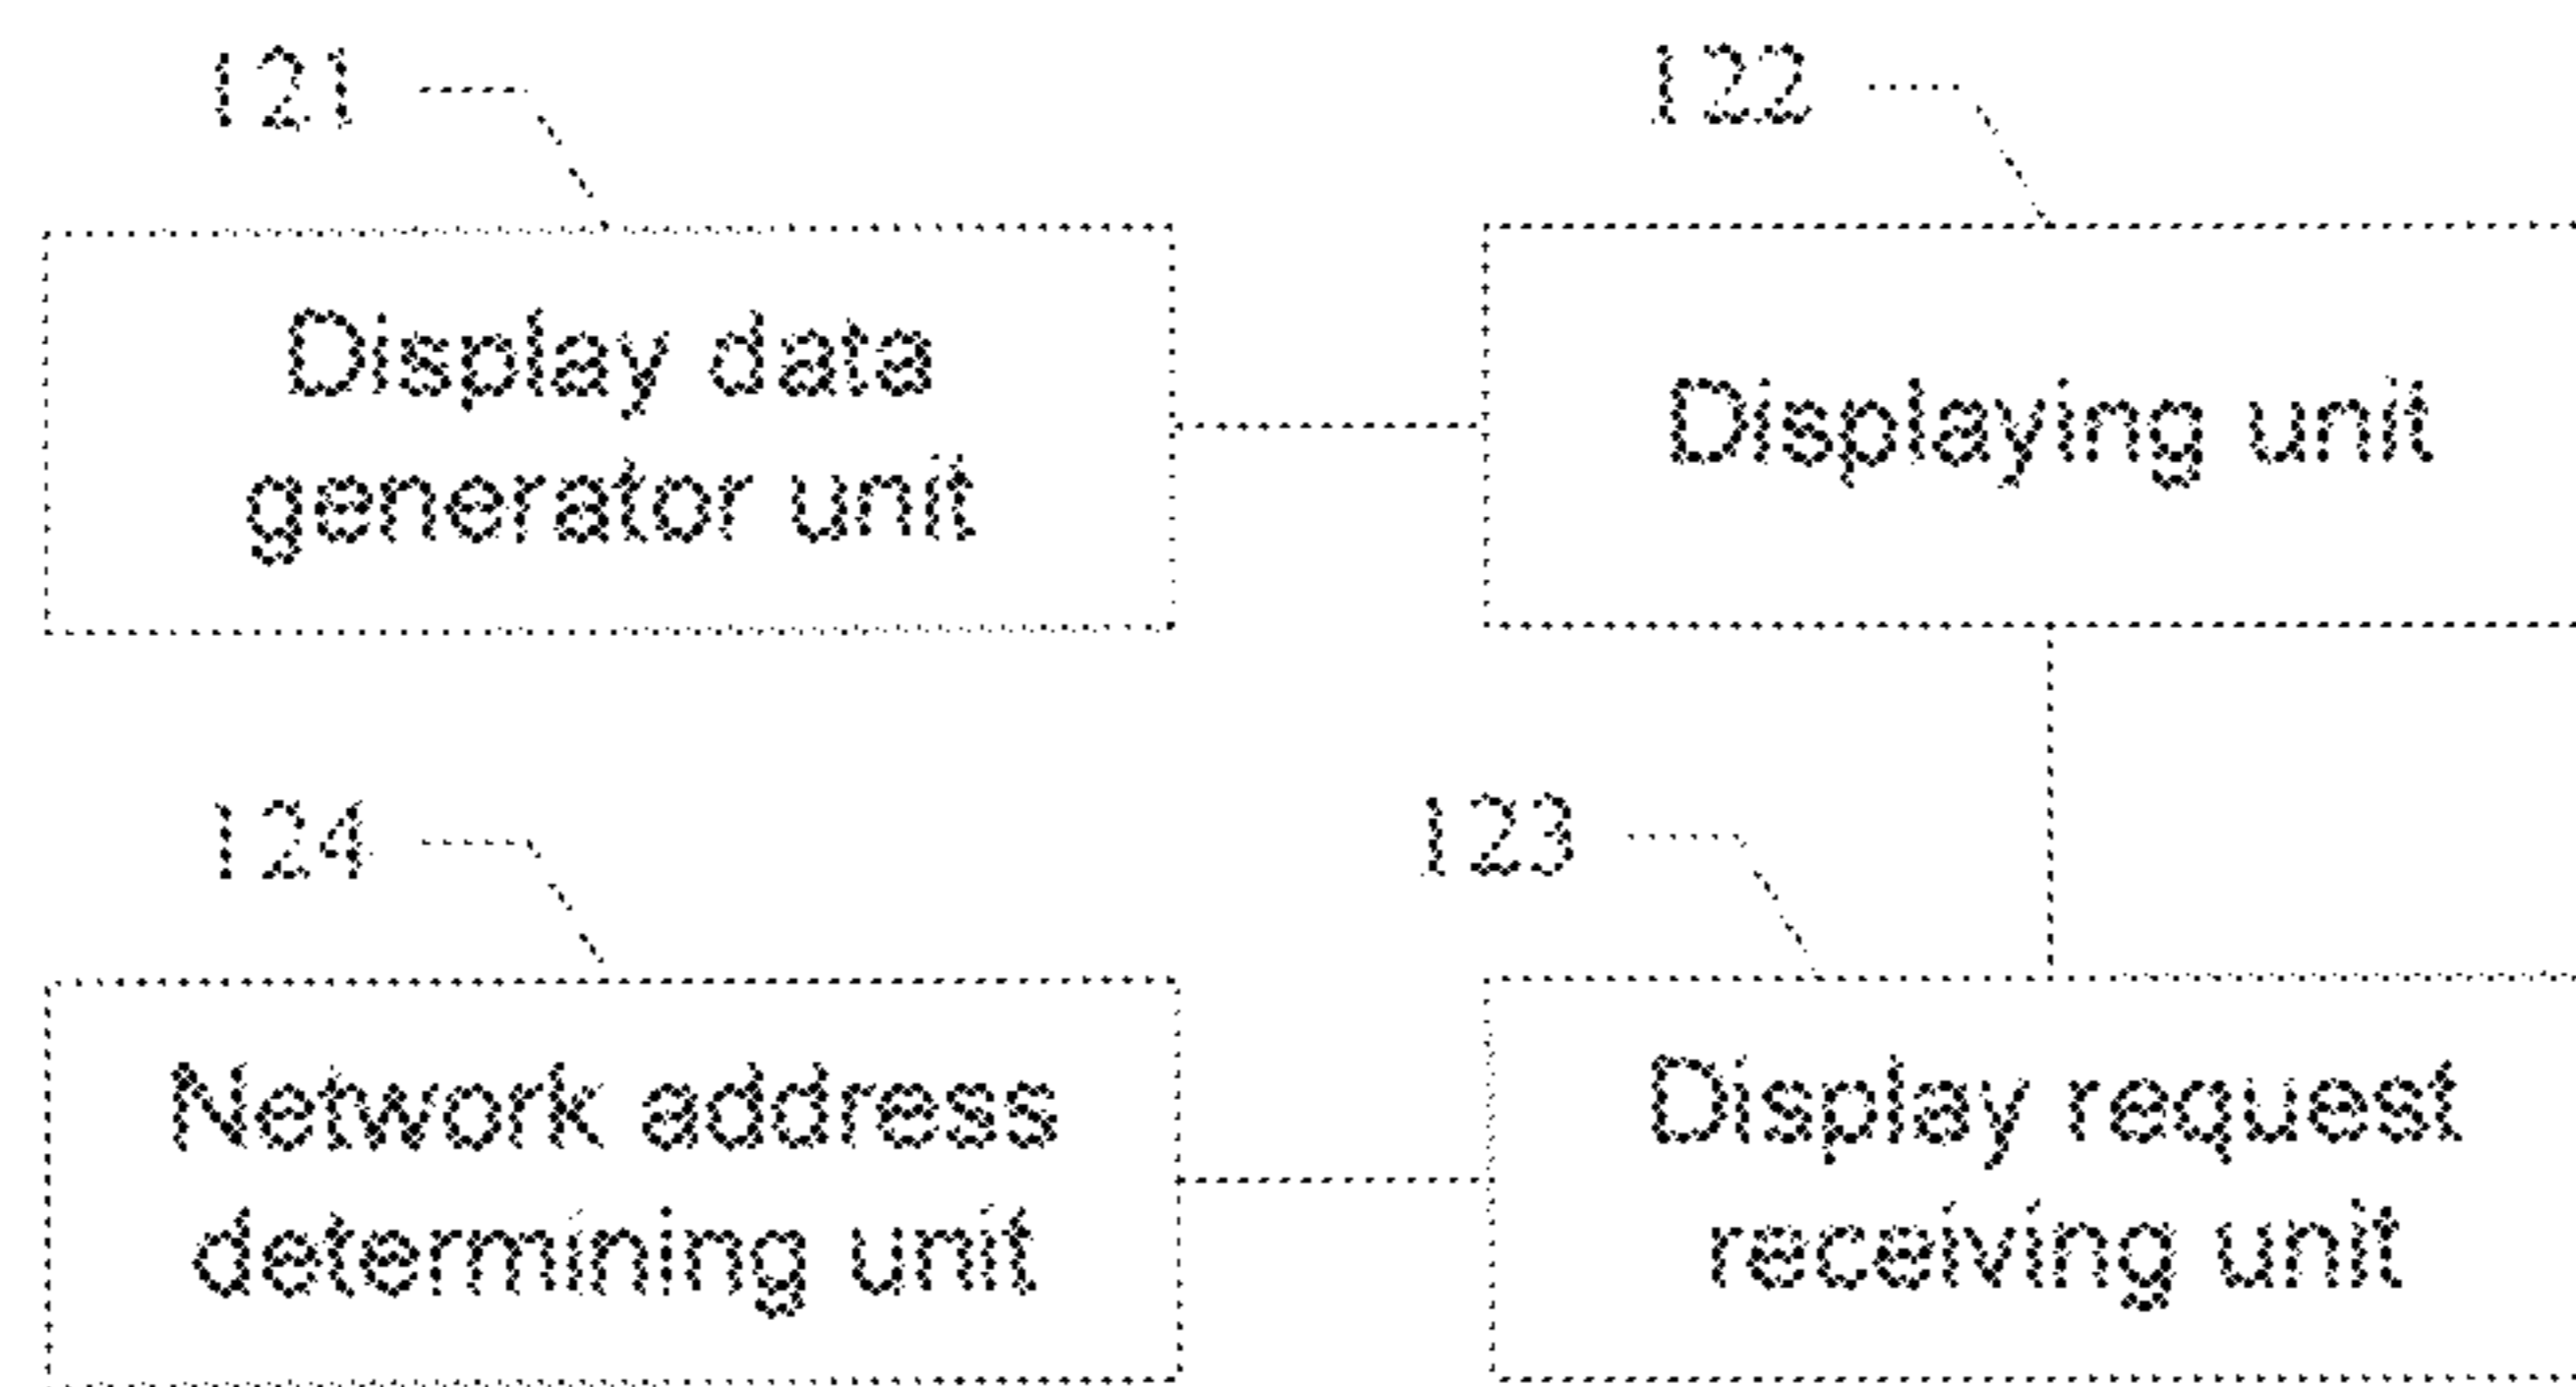 121
122
Display data
generator unit
Displaying unit
124
123
Network address
determining unit
Display request
receiving unit